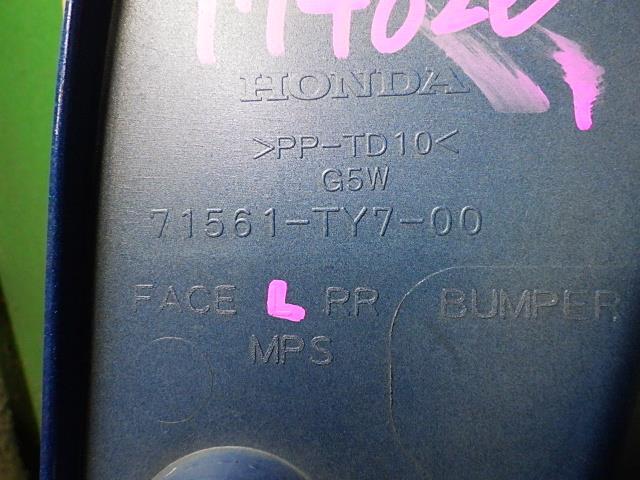 HONDA
>PP-TD10<
G5W
71561-TY7-00
FACE L RR BUMPER
MPS